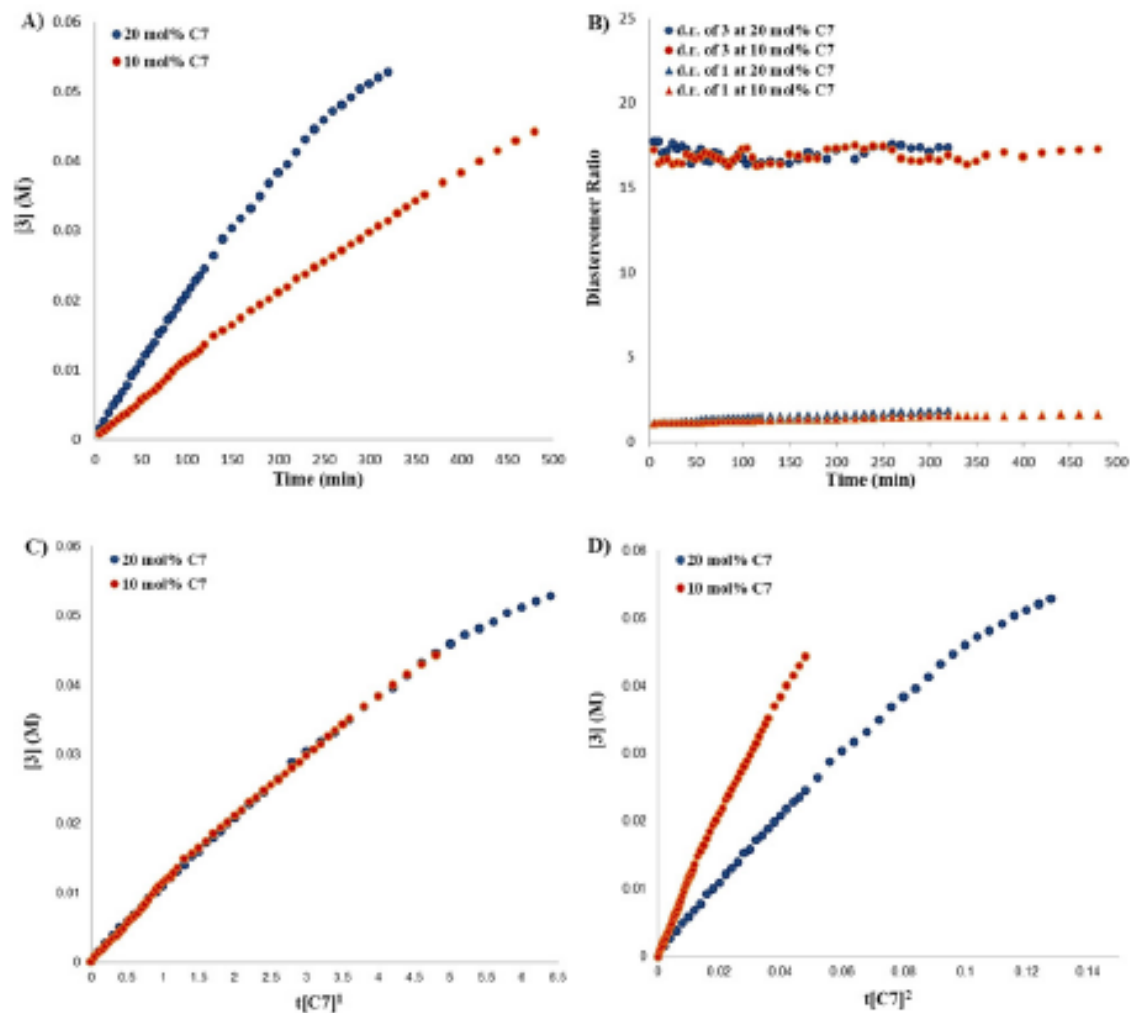 A)
20 mol% C7
10 mol% C7
0.06
0.05
0.04
0.03
0.02
0.01
0
[3] (M)
0 50 100 150 200 250 300 350 400 450 500
Time (min)
B)
d.r. of 3 at 20 mol% C7
d.r. of 3 at 10 mol% C7
d.r. of 1 at 20 mol% C7
d.r. of 1 at 10 mol% C7
25
20
15
10
5
0
Diastereomer Ratio
0 50 100 150 200 250 300 350 400 450 500
Time (min)
C)
20 mol% C7
10 mol% C7
0.06
0.05
0.04
0.03
0.02
0.01
0
[3] (M)
0 0.5 1 1.5 2 2.5 3 3.5 4 4.5 5 5.5 6 6.5
t[C7]¹
D)
20 mol% C7
10 mol% C7
0.06
0.05
0.04
0.03
0.02
0.01
0
[3] (M)
0 0.02 0.04 0.06 0.08 0.1 0.12 0.14
t[C7]²